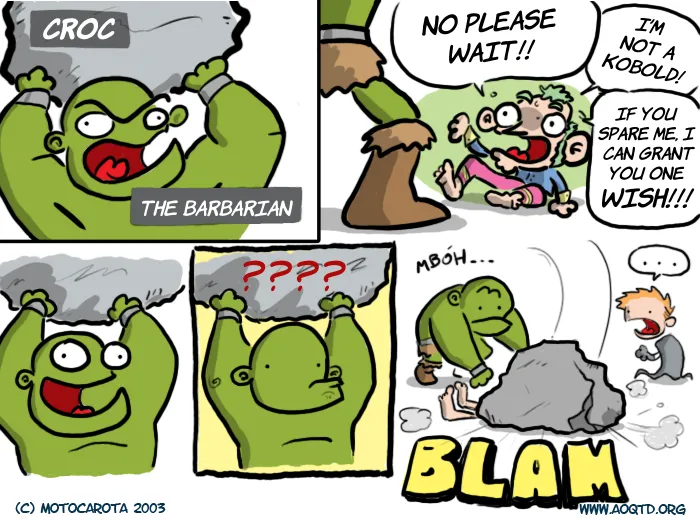 CROC
THE BARBARIAN
NO PLEASE
WAIT!!
I'M
NOT A
KOBOLD!
IF YOU
SPARE ME, I
CAN GRANT
YOU ONE
WISH!!!
????
MBÓH...
...
BLAM
(C) MOTOCAROTA 2003
WWW.AOQTD.ORG